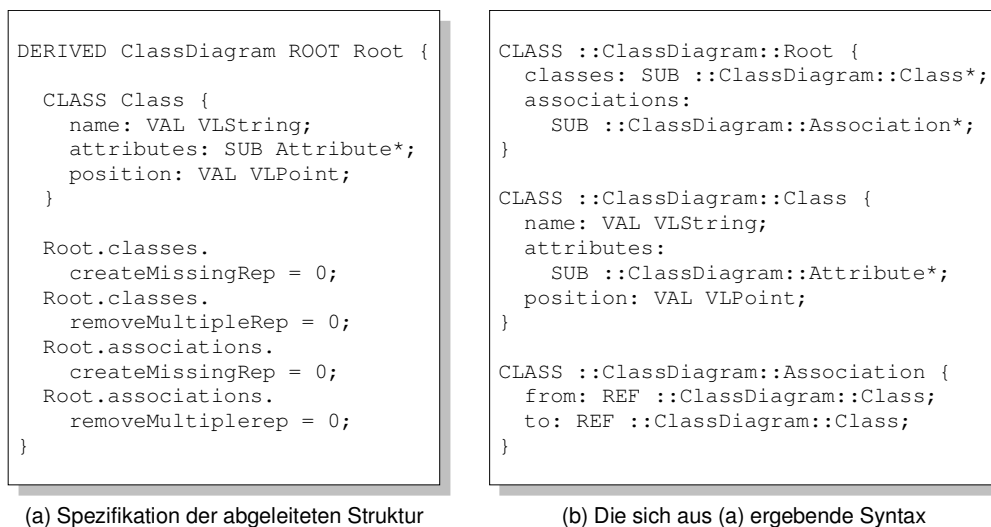 DERIVED ClassDiagram ROOT Root {
CLASS Class {
name: VAL VLString;
attributes: SUB Attribute*;
position: VAL VLPoint;
}
Root.classes.
createMissingRep = 0;
Root.classes.
removeMultipleRep = 0;
Root.associations.
createMissingRep = 0;
Root.associations.
removeMultiplerep = 0;
}
(a) Spezifikation der abgeleiteten Struktur
CLASS ::ClassDiagram::Root {
classes: SUB ::ClassDiagram::Class*;
associations:
SUB ::ClassDiagram::Association*;
}
CLASS ::ClassDiagram::Class {
name: VAL VLString;
attributes:
SUB ::ClassDiagram::Attribute*;
position: VAL VLPoint;
}
CLASS ::ClassDiagram::Association {
from: REF ::ClassDiagram::Class;
to: REF ::ClassDiagram::Class;
}
(b) Die sich aus (a) ergebende Syntax